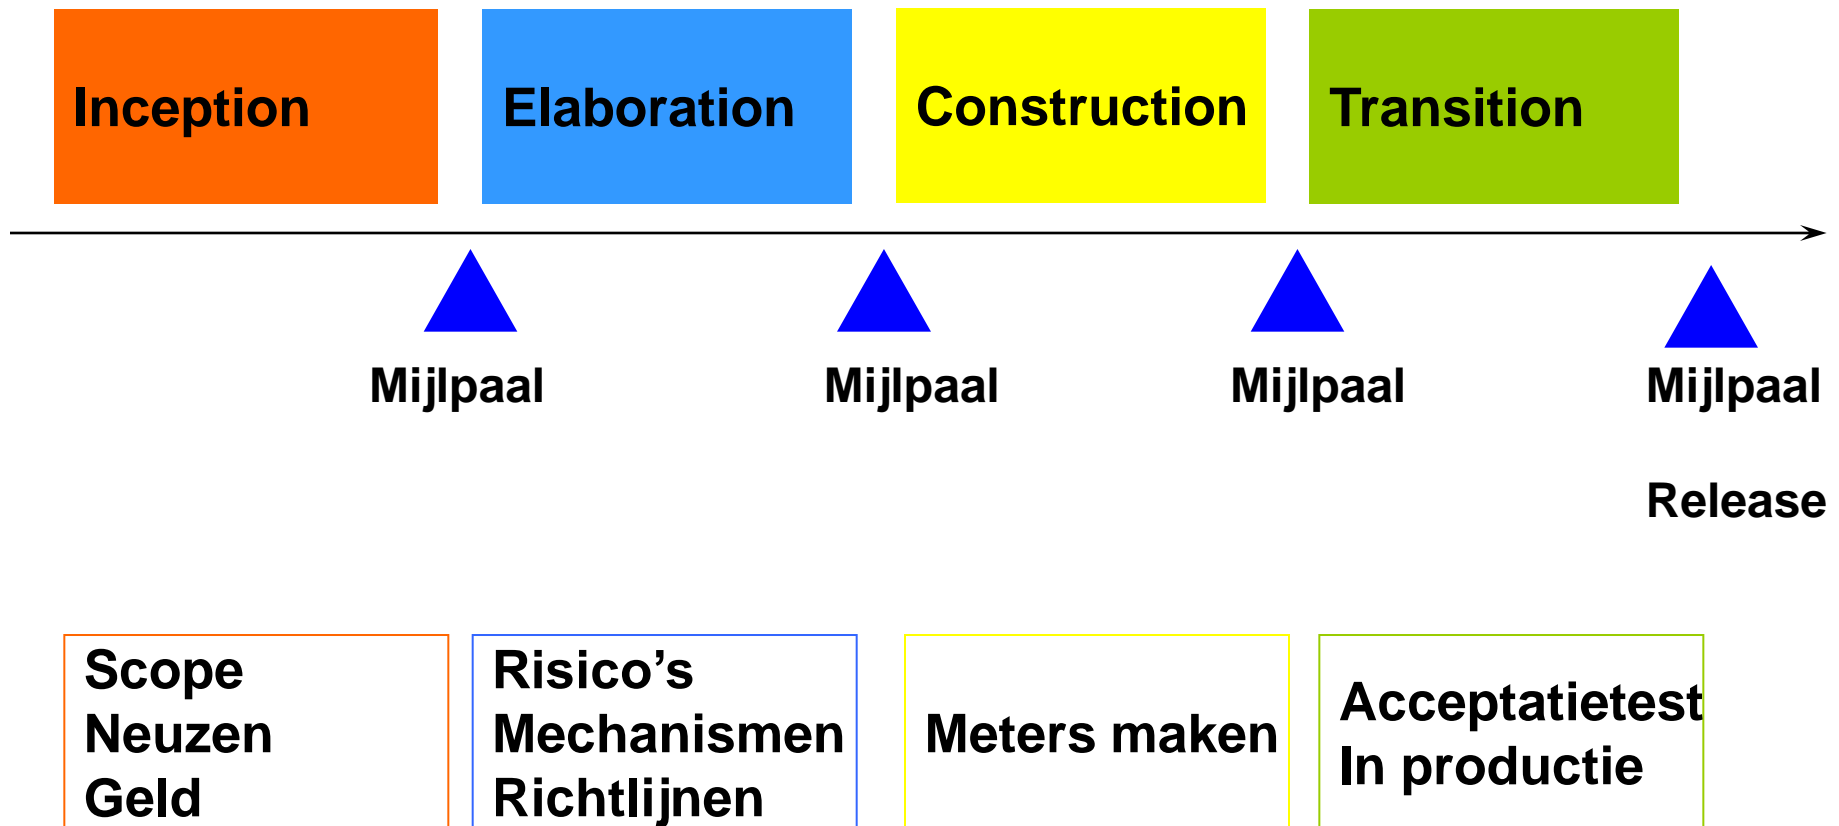 Inception
Elaboration
Construction
Transition
Mijlpaal
Mijlpaal
Mijlpaal
Mijlpaal
Release
Scope
Neuzen
Geld
Risico’s
Mechanismen
Richtlijnen
Meters maken
Acceptatietest
In productie